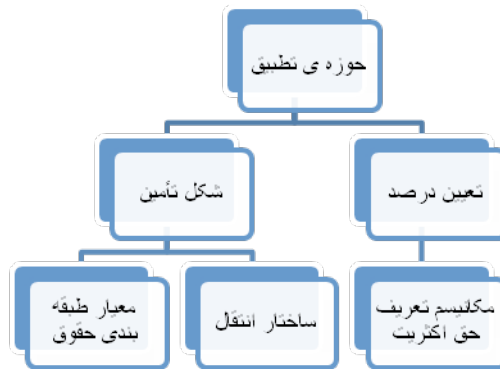 حوزه ی تطبیق
تعیین درصد
شکل تأمین
مکانیسم تعریف
حق اکثریت
ساختار انتقال
معیار طبقه
بندی حقوق